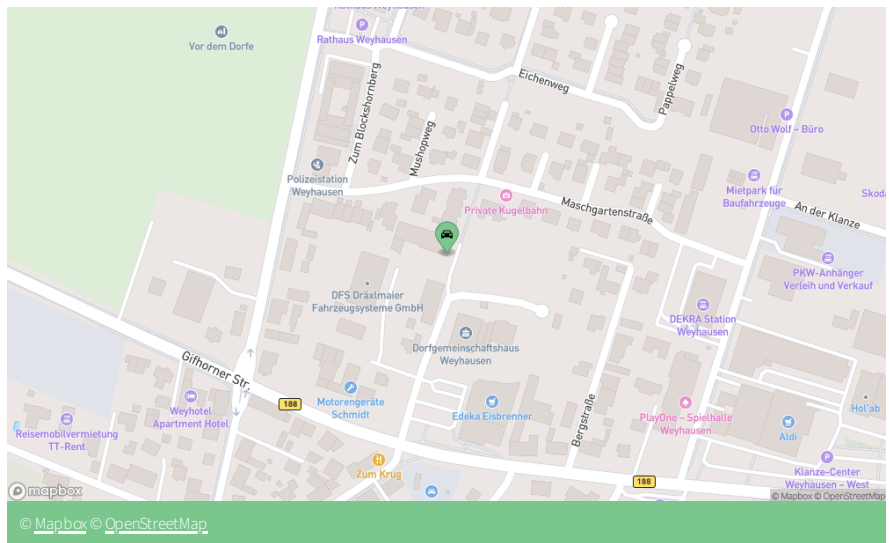 Rathaus Weyhausen
Vor dem Dorfe
Eichenweg
Pappelweg
Zum Blockshornberg
Mushopweg
Otto Wolf – Büro
Polizeistation
Weyhausen
Mietpark für
Baufahrzeuge
Skoda
Private Kugelbahn
Maschgartenstraße
An der Klanze
PKW-Anhänger
Verleih und Verkauf
DFS Dräxlmaier
Fahrzeugsysteme GmbH
DEKRA Station
Weyhausen
Dorfgemeinschaftshaus
Weyhausen
Gifhorner Str.
188
Motorengeräte
Schmidt
Weyhotel
Apartment Hotel
Edeka Eisbrenner
Bergstraße
PlayOne – Spielhalle
Weyhausen
Hol'ab
Aldi
Reisemobilvermietung
TT-Rent
Zum Krug
188
Klanze-Center
Weyhausen – West
mapbox
© Mapbox © OpenStreetMap
© Mapbox © OpenStreetMap